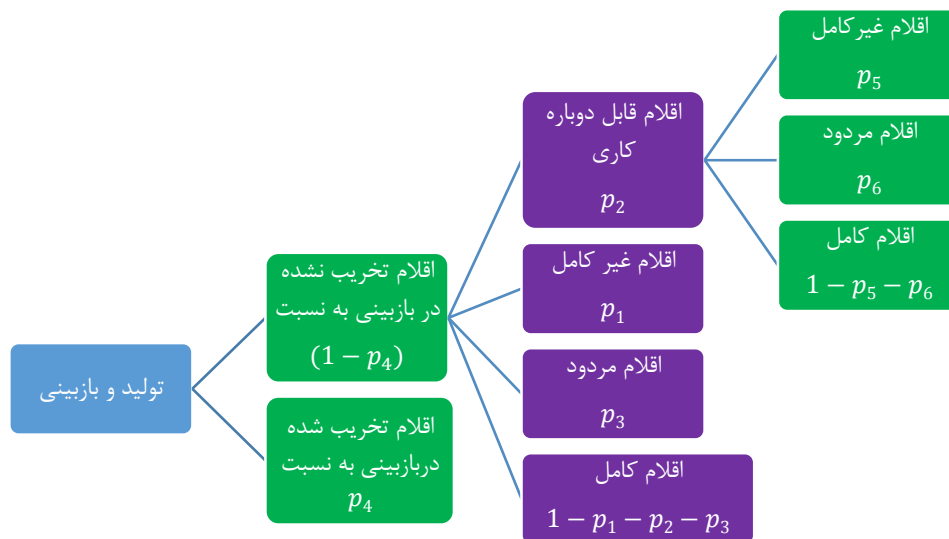 تولید و بازبینی
اقلام تخریب نشده
در بازبینی به نسبت
(1 − p₄)
اقلام تخریب شده
دربازبینی به نسبت
p₄
اقلام قابل دوباره
کاری
p₂
اقلام غیر کامل
p₁
اقلام مردود
p₃
اقلام کامل
1 − p₁ − p₂ − p₃
اقلام غیرکامل
p₅
اقلام مردود
p₆
اقلام کامل
1 − p₅ − p₆